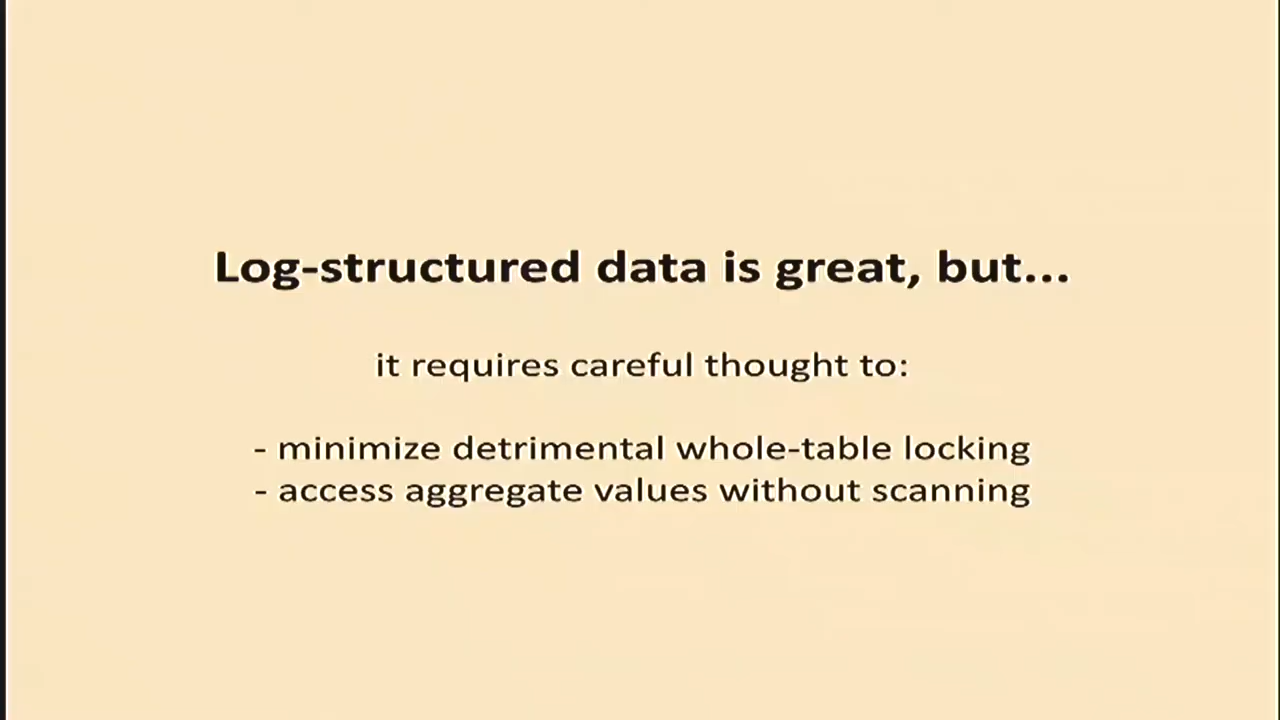 Log-structured data is great, but...
it requires careful thought to:
- minimize detrimental whole-table locking
- access aggregate values without scanning